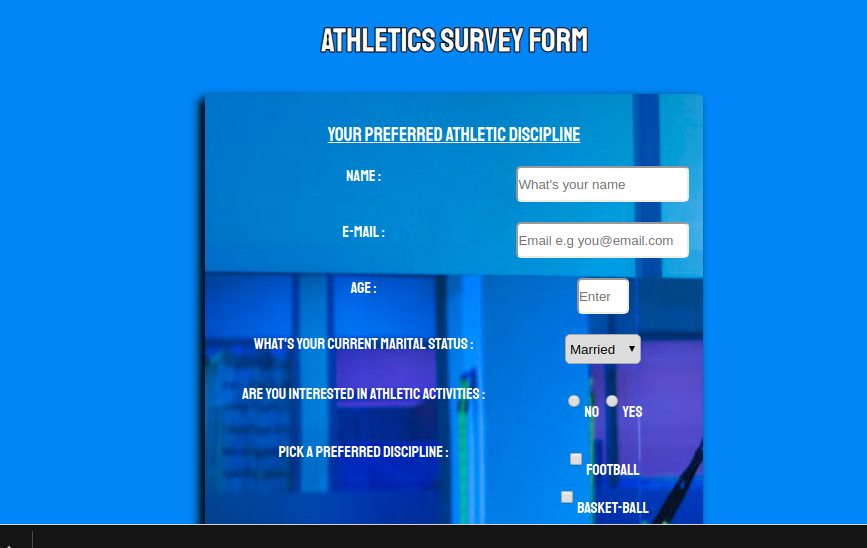 ATHLETICS SURVEY FORM
YOUR PREFERRED ATHLETIC DISCIPLINE
NAME : What's your name
E-MAIL : Email e.g you@email.com
AGE : Enter
WHAT'S YOUR CURRENT MARITAL STATUS : Married
ARE YOU INTERESTED IN ATHLETIC ACTIVITIES : NO YES
PICK A PREFERRED DISCIPLINE : FOOTBALL
BASKET-BALL